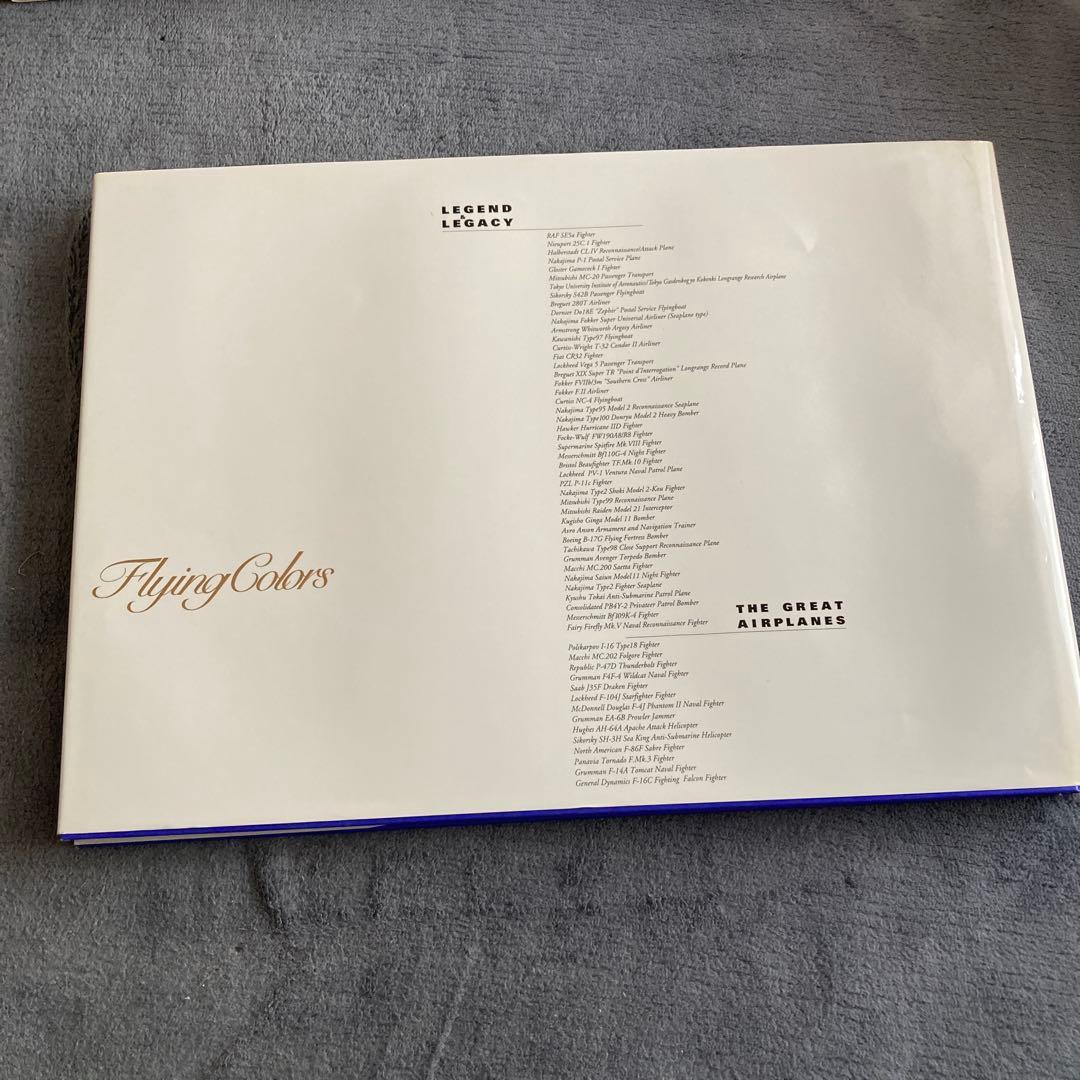 LEGEND
&
LEGACY
RAF SE5a Fighter
Nieuport 25C.1 Fighter
Halberstadt CL.IV Reconnaissance/Attack Plane
Nakajima P-1 Postal Service Plane
Gloster Gamecock I Fighter
Mitsubishi MC-20 Passenger Transport
Tokyo University Institute of Aeronautics/Tokyo Gasdenkogyo Kokenki Longrange Research Airplane
Sikorsky S42B Passenger Flyingboat
Breguet 280T Airliner
Dornier Do18E "Zephir" Postal Service Flyingboat
Nakajima Fokker Super Universal Airliner (Seaplane type)
Armstrong Whitworth Argosy Airliner
Kawanishi Type97 Flyingboat
Curtiss-Wright T-32 Condor II Airliner
Fiat CR32 Fighter
Lockheed Vega 5 Passenger Transport
Breguet XIX Super TR "Point d'Interrogation" Longrange Record Plane
Fokker FVIIb/3m "Southern Cross" Airliner
Fokker F.II Airliner
Curtiss NC-4 Flyingboat
Nakajima Type95 Model 2 Reconnaissance Seaplane
Nakajima Type100 Donryu Model 2 Heavy Bomber
Hawker Hurricane IID Fighter
Focke-Wulf FW190A8/R8 Fighter
Supermarine Spitfire Mk.VIII Fighter
Messerschmitt Bf110G-4 Night Fighter
Bristol Beaufighter TF.Mk.10 Fighter
Lockheed PV-1 Ventura Naval Patrol Plane
PZL P-11c Fighter
Nakajima Type2 Shoki Model 2-Kou Fighter
Mitsubishi Type99 Reconnaissance Plane
Mitsubishi Raiden Model 21 Interceptor
Kugisho Ginga Model 11 Bomber
Avro Anson Armament and Navigation Trainer
Boeing B-17G Flying Fortress Bomber
Tachikawa Type98 Close Support Reconnaissance Plane
Grumman Avenger Torpedo Bomber
Macchi MC.200 Saetta Fighter
Nakajima Saiun Model11 Night Fighter
Nakajima Type2 Fighter Seaplane
Kyushu Tokai Anti-Submarine Patrol Plane
Consolidated PB4Y-2 Privateer Patrol Bomber
Messerschmitt Bf109K-4 Fighter
Fairy Firefly Mk.V Naval Reconnaissance Fighter
Flying Colors
THE GREAT
AIRPLANES
Polikarpov I-16 Type18 Fighter
Macchi MC.202 Folgore Fighter
Republic P-47D Thunderbolt Fighter
Grumman F4F-4 Wildcat Naval Fighter
Saab J35F Draken Fighter
Lockheed F-104J Starfighter Fighter
McDonnell Douglas F-4J Phantom II Naval Fighter
Grumman EA-6B Prowler Jammer
Hughes AH-64A Apache Attack Helicopter
Sikorsky SH-3H Sea King Anti-Submarine Helicopter
North American F-86F Sabre Fighter
Panavia Tornado F.Mk.3 Fighter
Grumman F-14A Tomcat Naval Fighter
General Dynamics F-16C Fighting Falcon Fighter